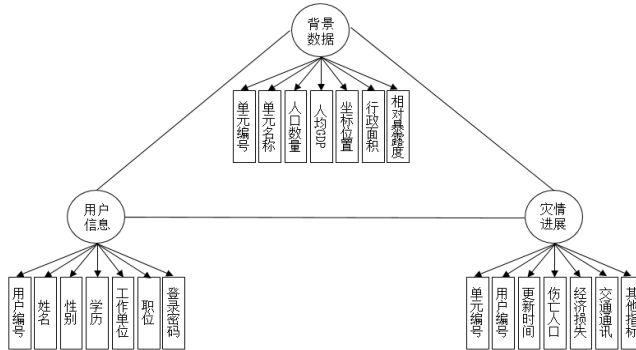 背景
数据
单元编号
单元名称
人口数量
人均GDP
坐标位置
行政面积
相对暴露度
用户
信息
灾情
进展
用户编号
姓名
性别
学历
工作单位
职位
登录密码
单元编号
用户编号
更新时间
伤亡人口
经济损失
交通通讯
其他指标